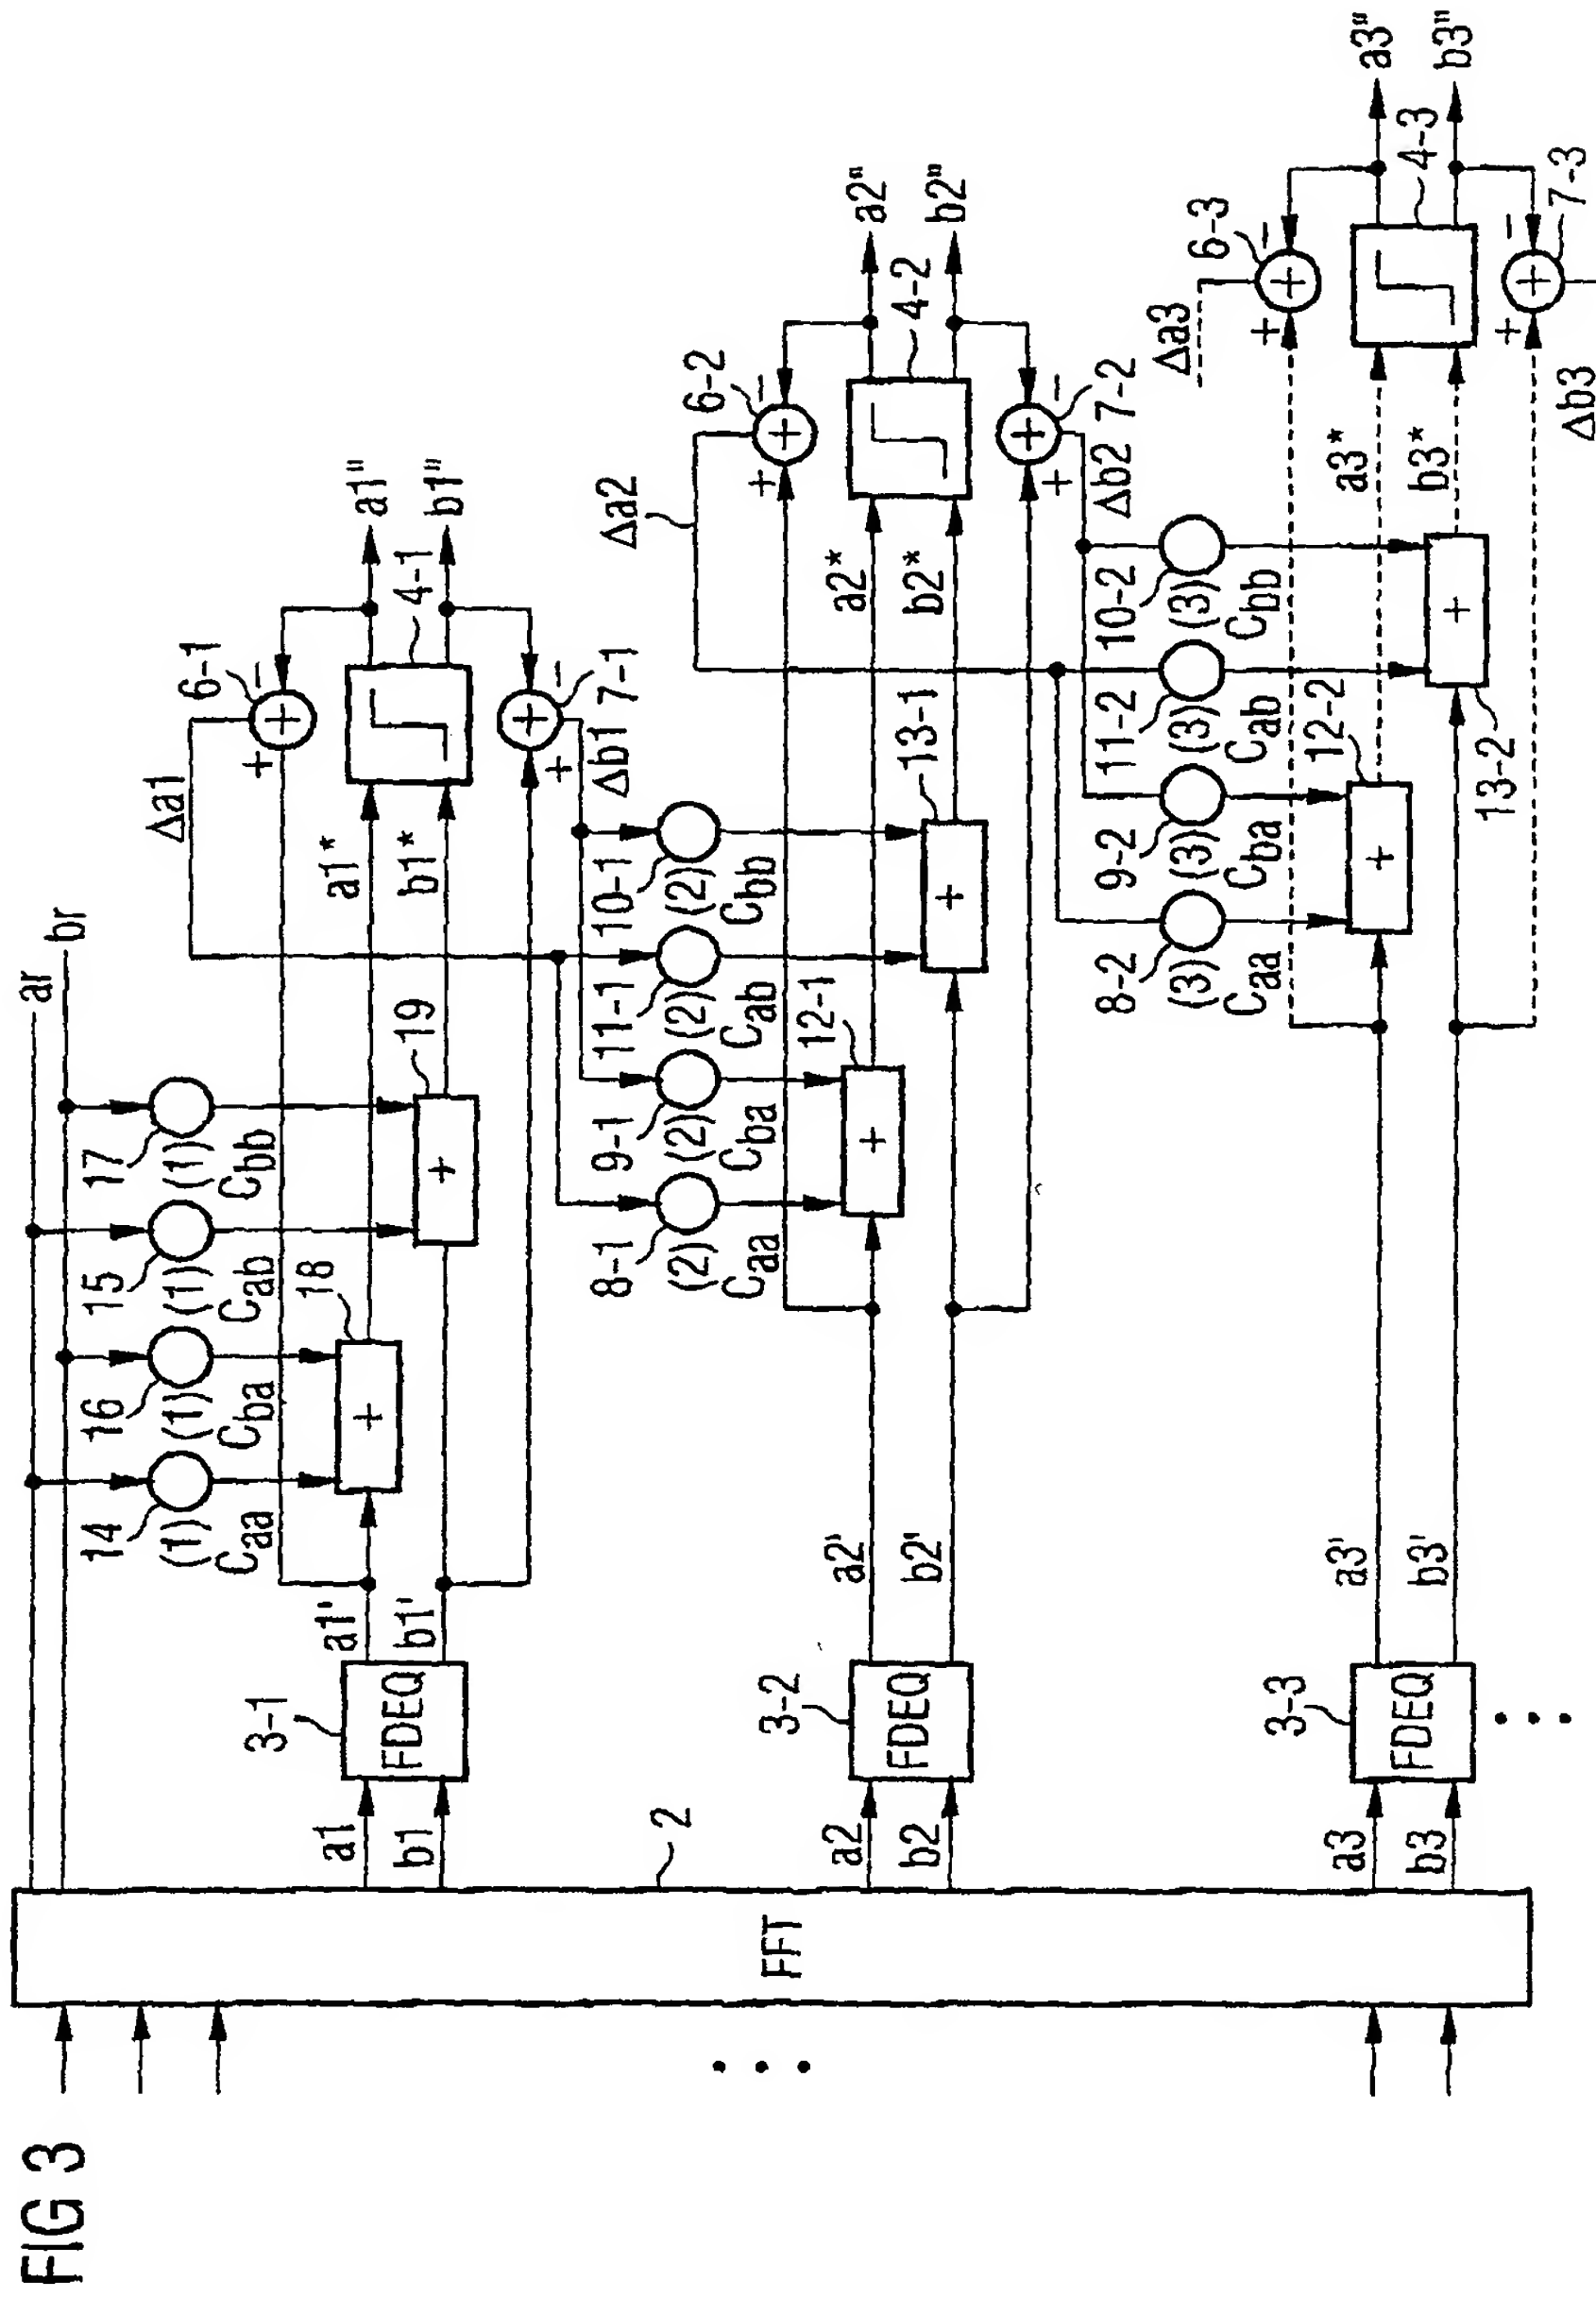 FIG 3
FFT
2
ar
br
a1
b1
3-1
FDEQ
a1'
b1'
14
(1)
Caa
16
(1)
Cba
15
(1)
Cab
17
(1)
Cbb
18
+
19
+
a1*
b1*
Δa1
6-1
+
+
−
4-1
7-1
+
+
−
Δb1
a1"
b1"
a2
b2
3-2
FDEQ
a2'
b2'
8-1
(2)
Caa
9-1
(2)
Cba
11-1
(2)
Cab
10-1
(2)
Cbb
12-1
+
13-1
+
a2*
b2*
Δa2
6-2
+
+
−
4-2
7-2
+
+
−
Δb2
a2"
b2"
a3
b3
3-3
FDEQ
a3'
b3'
8-2
(3)
Caa
9-2
(3)
Cba
11-2
(3)
Cab
10-2
(3)
Cbb
12-2
+
13-2
+
a3*
b3*
Δa3
6-3
+
+
−
4-3
7-3
+
+
−
Δb3
a3"
b3"